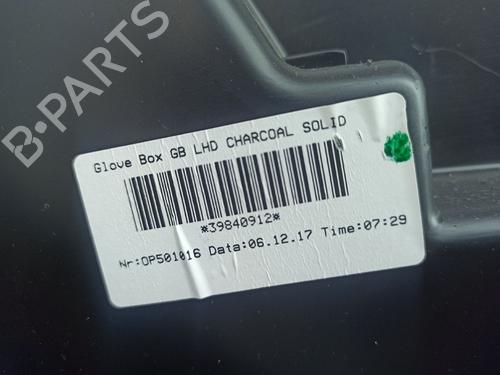 B-PARTS
Glove Box GB LHD CHARCOAL SOLID
*39840912*
Nr:OP501016 Data:06.12.17 Time:07:29